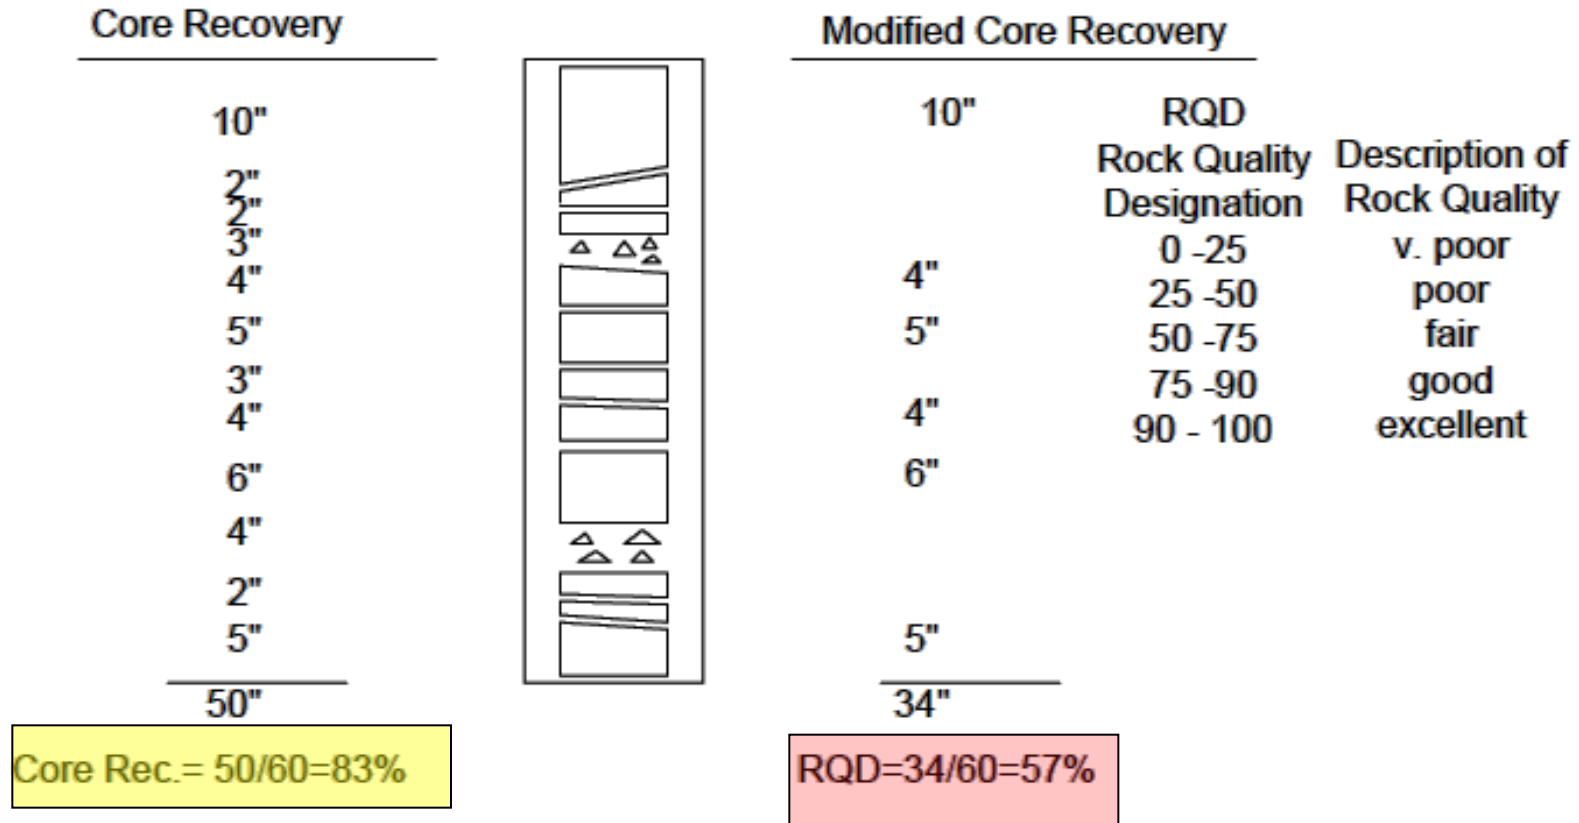 Core Recovery
10"
2"
2"
3"
4"
5"
3"
4"
6"
4"
2"
5"
50"
Core Rec.= 50/60=83%
Modified Core Recovery
10"
4"
5"
4"
6"
5"
34"
RQD=34/60=57%
RQD
Rock Quality
Designation
Description of
Rock Quality
0 -25 v. poor
25 -50 poor
50 -75 fair
75 -90 good
90 - 100 excellent